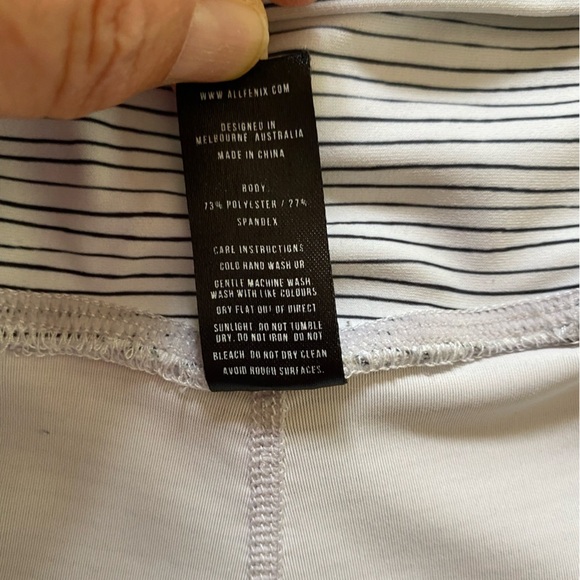 WWW.ALLFENIX.COM
DESIGNED IN
MELBOURNE AUSTRALIA
MADE IN CHINA
BODY:
73% POLYESTER / 27%
SPANDEX
CARE INSTRUCTIONS
COLD HAND WASH OR
GENTLE MACHINE WASH.
WASH WITH LIKE COLOURS.
DRY FLAT OUT OF DIRECT
SUNLIGHT. DO NOT TUMBLE
DRY. DO NOT IRON. DO NOT
BLEACH. DO NOT DRY CLEAN
AVOID ROUGH SURFACES.